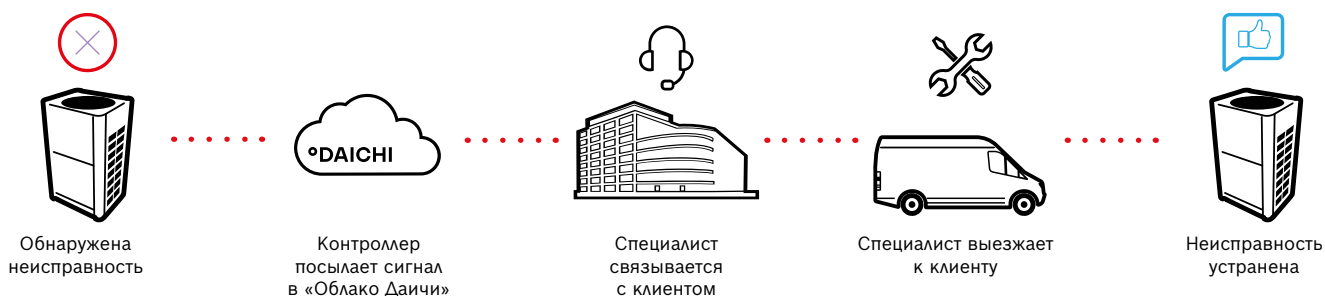 °DAICHI
Обнаружена
неисправность
Контроллер
посылает сигнал
в «Облако Даичи»
Специалист
связывается
с клиентом
Специалист выезжает
к клиенту
Неисправность
устранена